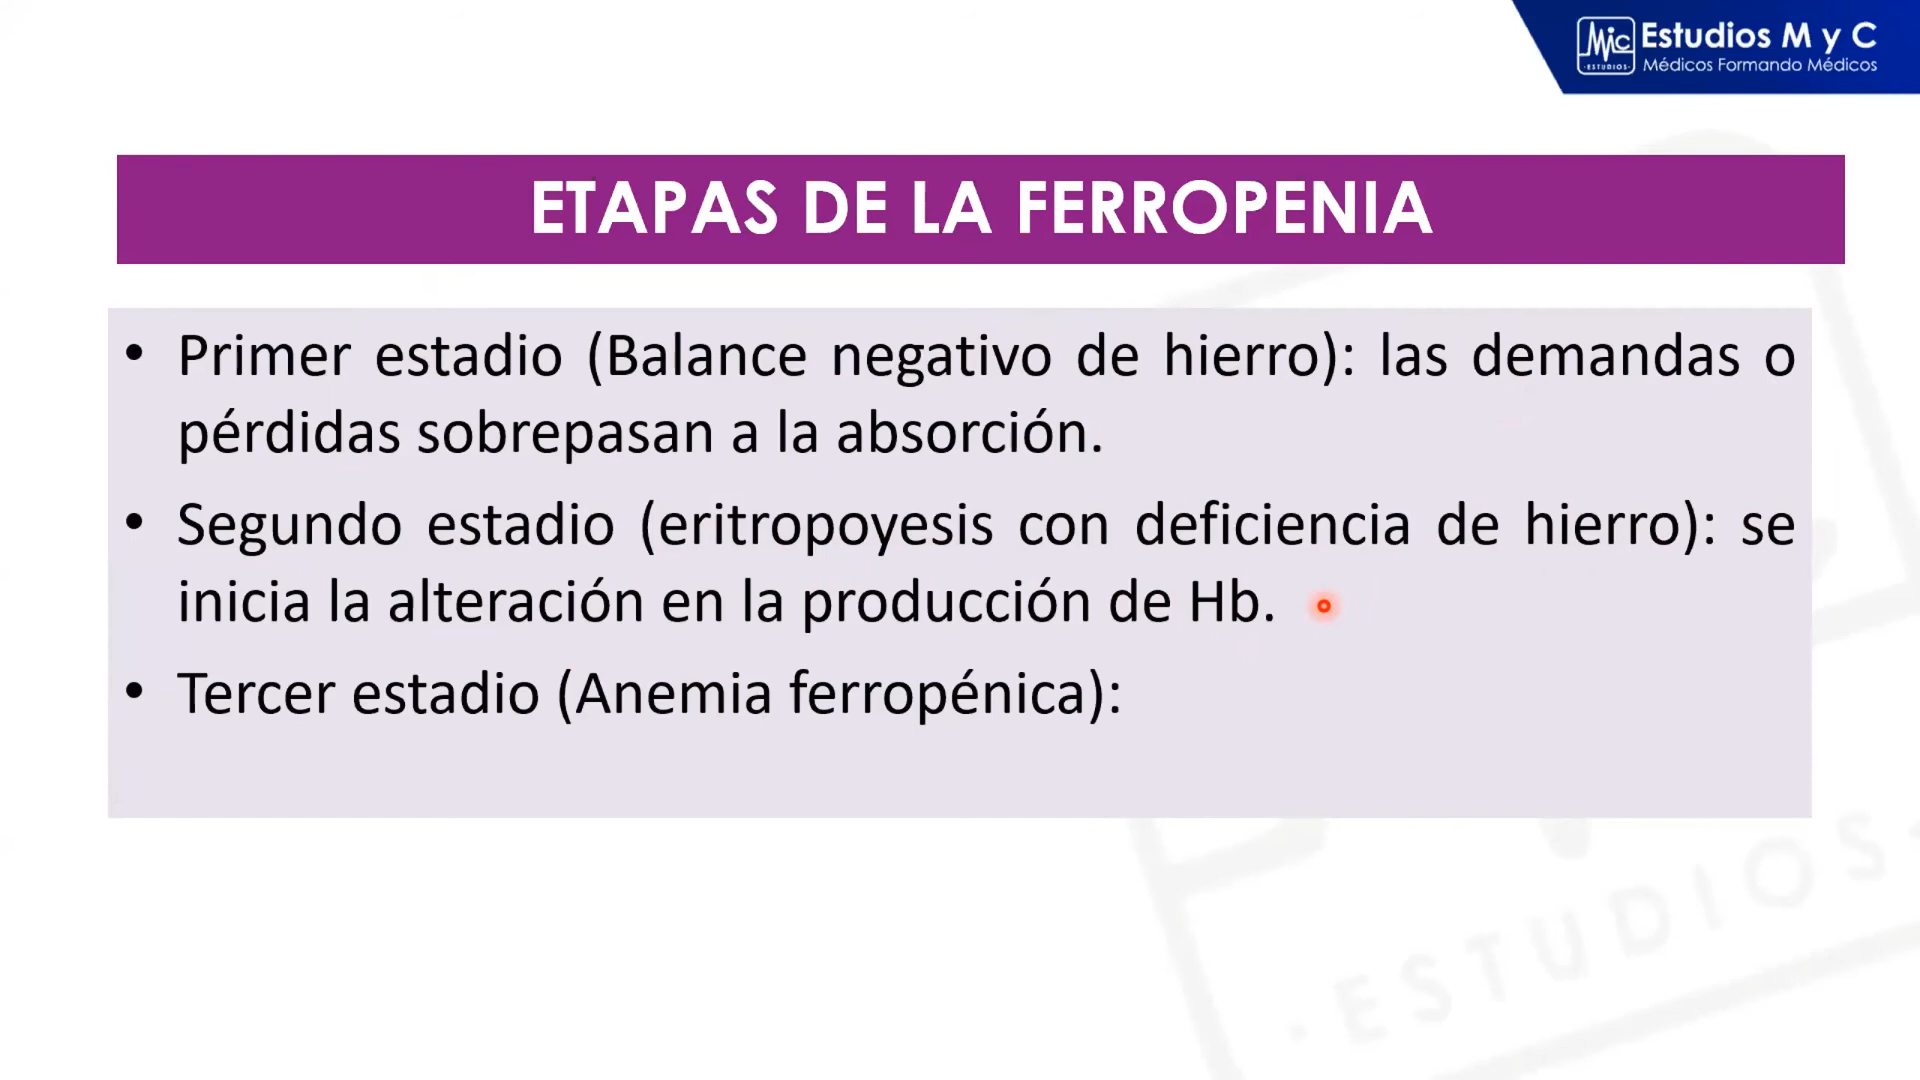 Mic
·ESTUDIOS·
Estudios M y C
Médicos Formando Médicos
ETAPAS DE LA FERROPENIA
• Primer estadio (Balance negativo de hierro): las demandas o
pérdidas sobrepasan a la absorción.
• Segundo estadio (eritropoyesis con deficiencia de hierro): se
inicia la alteración en la producción de Hb.
• Tercer estadio (Anemia ferropénica):
·ESTUDIOS·